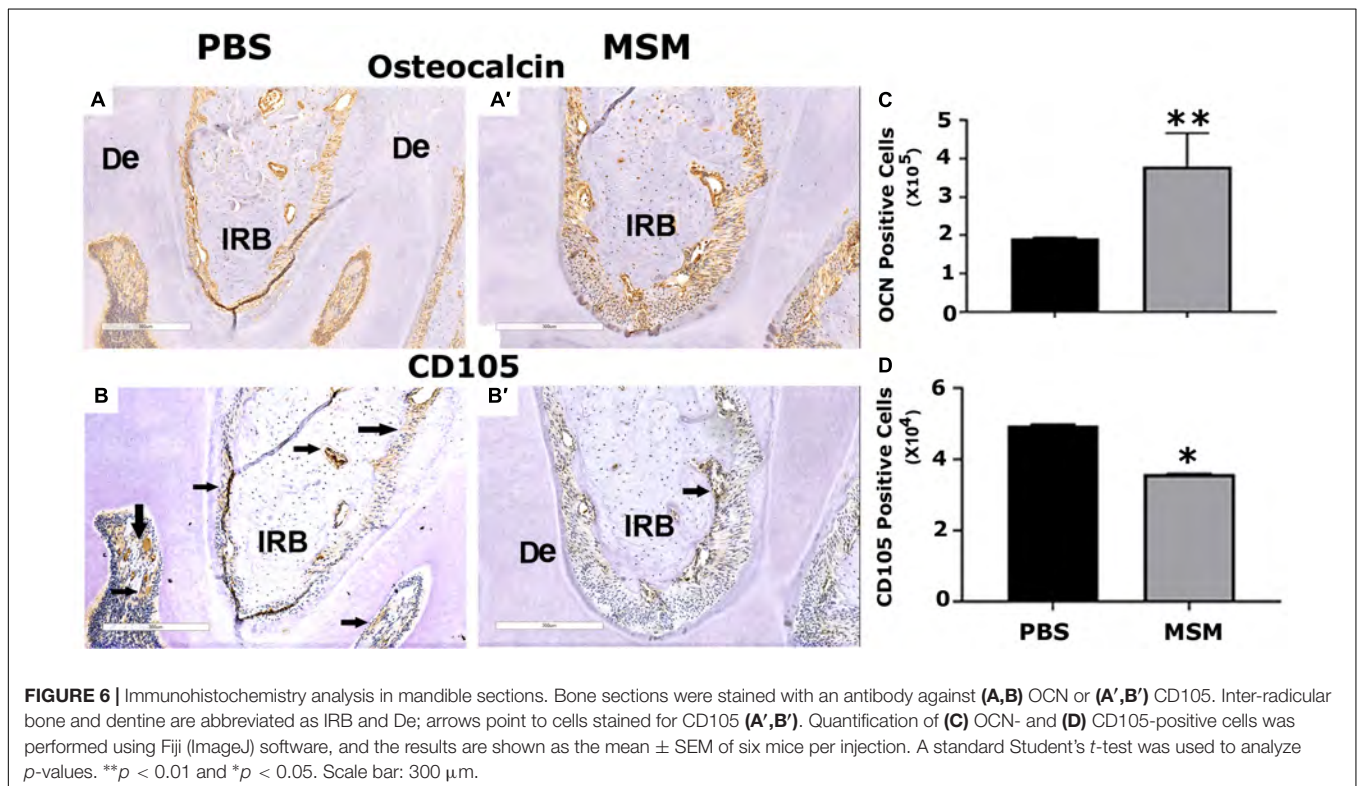 PBS
MSM
Osteocalcin
A
De
IRB
De
A′
IRB
C
OCN Positive Cells
(X10⁵)
5
4
3
2
1
0
**
CD105
B
IRB
B′
De
IRB
D
CD105 Positive Cells
(X10⁴)
6
4
2
0
*
PBS
MSM
FIGURE 6 | Immunohistochemistry analysis in mandible sections. Bone sections were stained with an antibody against (A,B) OCN or (A′,B′) CD105. Inter-radicular
bone and dentine are abbreviated as IRB and De; arrows point to cells stained for CD105 (A′,B′). Quantification of (C) OCN- and (D) CD105-positive cells was
performed using Fiji (ImageJ) software, and the results are shown as the mean ± SEM of six mice per injection. A standard Student's t-test was used to analyze
p-values. **p < 0.01 and *p < 0.05. Scale bar: 300 μm.